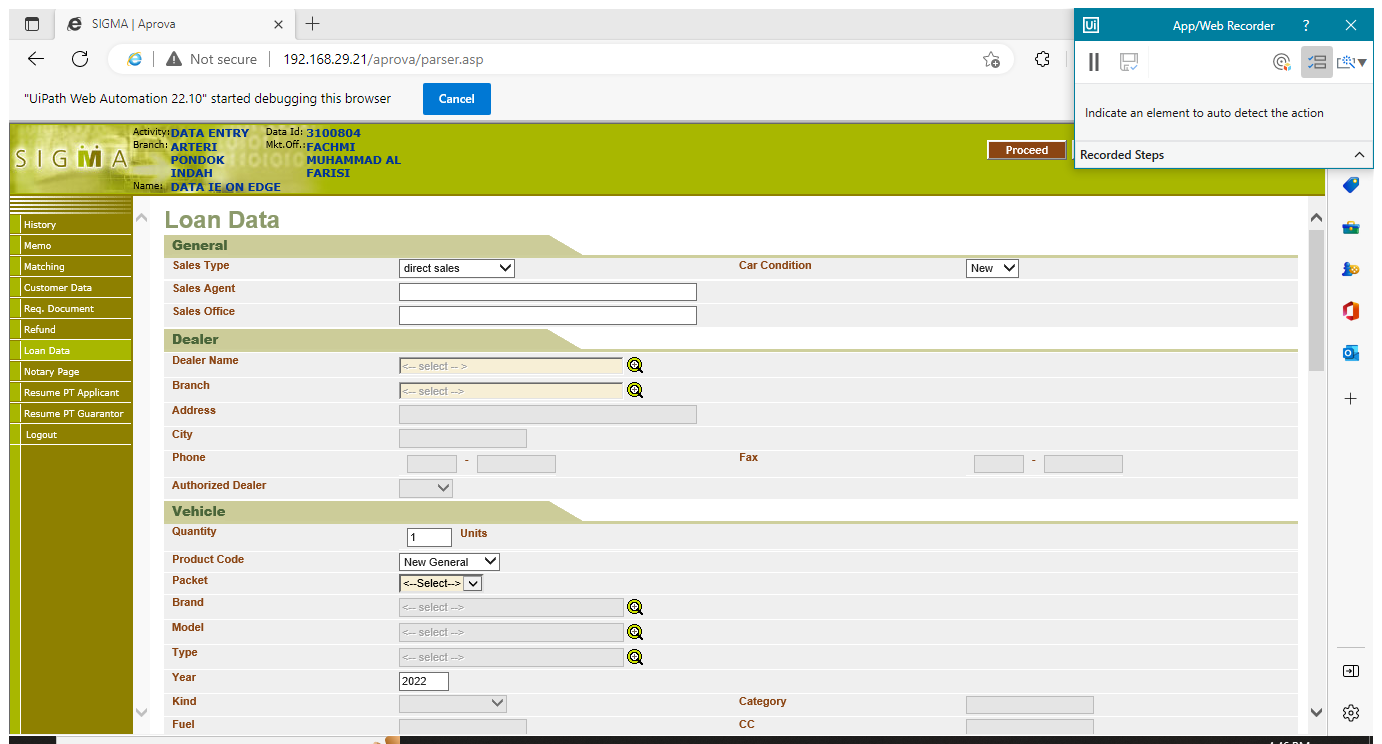 SIGMA | Aprova
Not secure
192.168.29.21/aprova/parser.asp
"UiPath Web Automation 22.10" started debugging this browser
Cancel
Ui
App/Web Recorder
?
Indicate an element to auto detect the action
Recorded Steps
SIGMA
Activity: DATA ENTRY Data Id: 3100804
Branch: ARTERI Mkt.Off.: FACHMI
PONDOK MUHAMMAD AL
INDAH FARISI
Name: DATA IE ON EDGE
Proceed
History
Memo
Matching
Customer Data
Req. Document
Refund
Loan Data
Notary Page
Resume PT Applicant
Resume PT Guarantor
Logout
Loan Data
General
Sales Type direct sales Car Condition New
Sales Agent
Sales Office
Dealer
Dealer Name <-- select -- >
Branch <-- select -->
Address
City
Phone - Fax -
Authorized Dealer
Vehicle
Quantity 1 Units
Product Code New General
Packet <--Select-->
Brand <-- select -->
Model <-- select -->
Type <-- select -->
Year 2022
Kind Category
Fuel CC